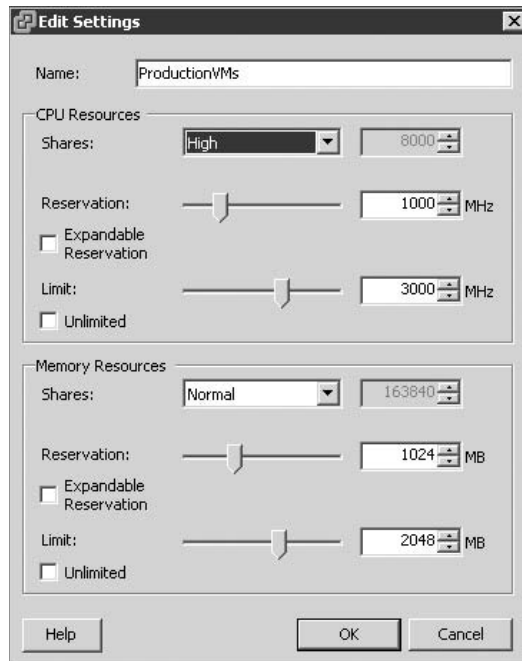 Edit Settings
Name: ProductionVMs
CPU Resources
Shares: High 8000
Reservation: 1000 MHz
Expandable
Reservation
Limit: 3000 MHz
Unlimited
Memory Resources
Shares: Normal 163840
Reservation: 1024 MB
Expandable
Reservation
Limit: 2048 MB
Unlimited
Help OK Cancel